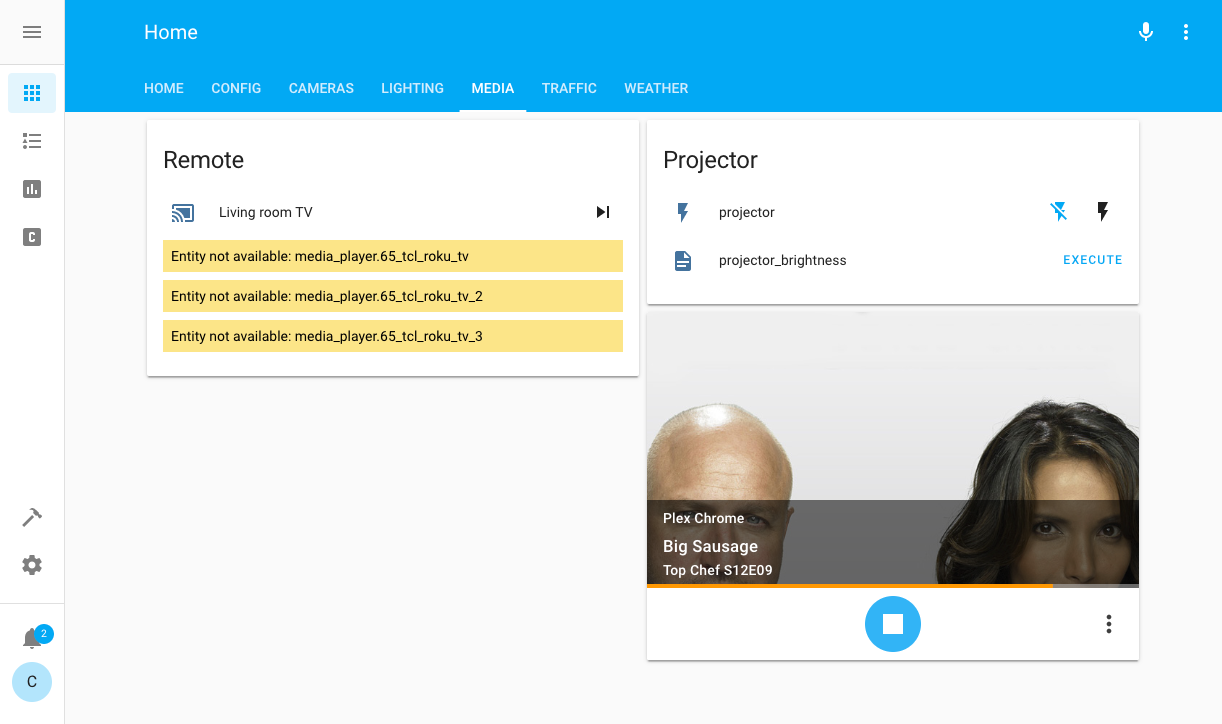 Home
HOME
CONFIG
CAMERAS
LIGHTING
MEDIA
TRAFFIC
WEATHER
C
Remote
Living room TV
Entity not available: media_player.65_tcl_roku_tv
Entity not available: media_player.65_tcl_roku_tv_2
Entity not available: media_player.65_tcl_roku_tv_3
Projector
projector
projector_brightness
EXECUTE
Plex Chrome
Big Sausage
Top Chef S12E09
2
C